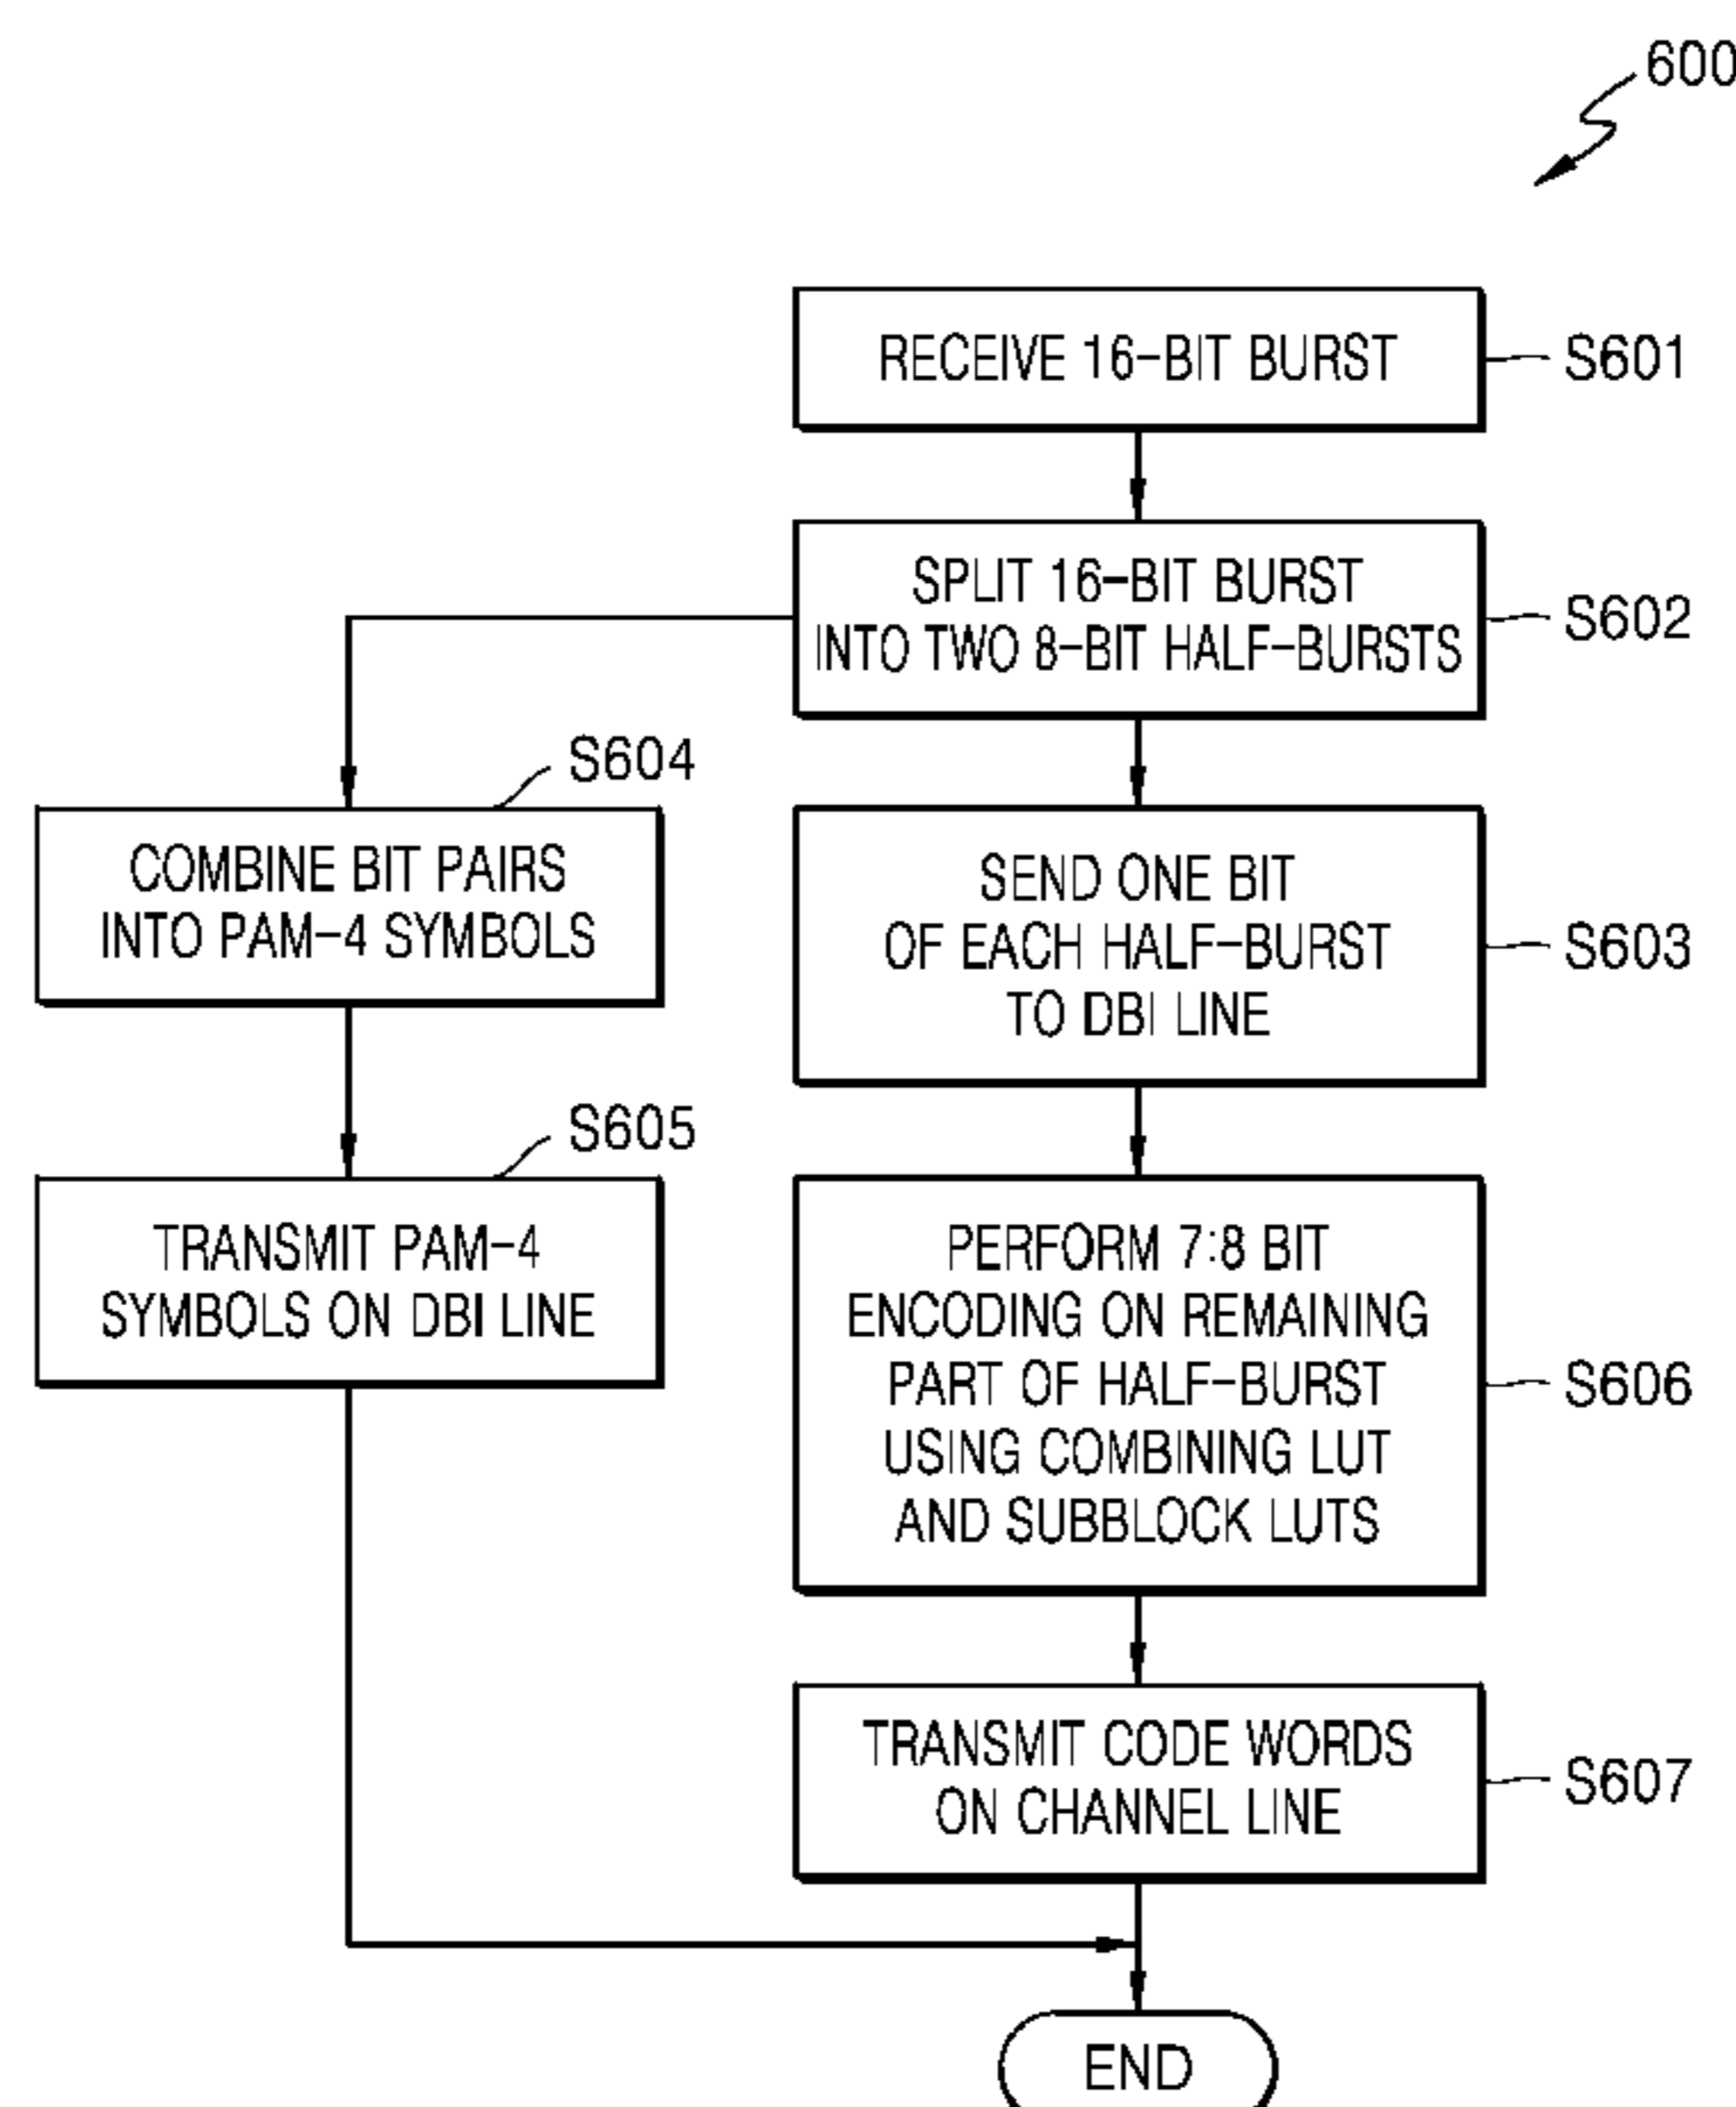 600
RECEIVE 16-BIT BURST
S601
SPLIT 16-BIT BURST
INTO TWO 8-BIT HALF-BURSTS
S602
S604
COMBINE BIT PAIRS
INTO PAM-4 SYMBOLS
SEND ONE BIT
OF EACH HALF-BURST
TO DBI LINE
S603
S605
TRANSMIT PAM-4
SYMBOLS ON DBI LINE
PERFORM 7:8 BIT
ENCODING ON REMAINING
PART OF HALF-BURST
USING COMBINING LUT
AND SUBBLOCK LUTS
S606
TRANSMIT CODE WORDS
ON CHANNEL LINE
S607
END